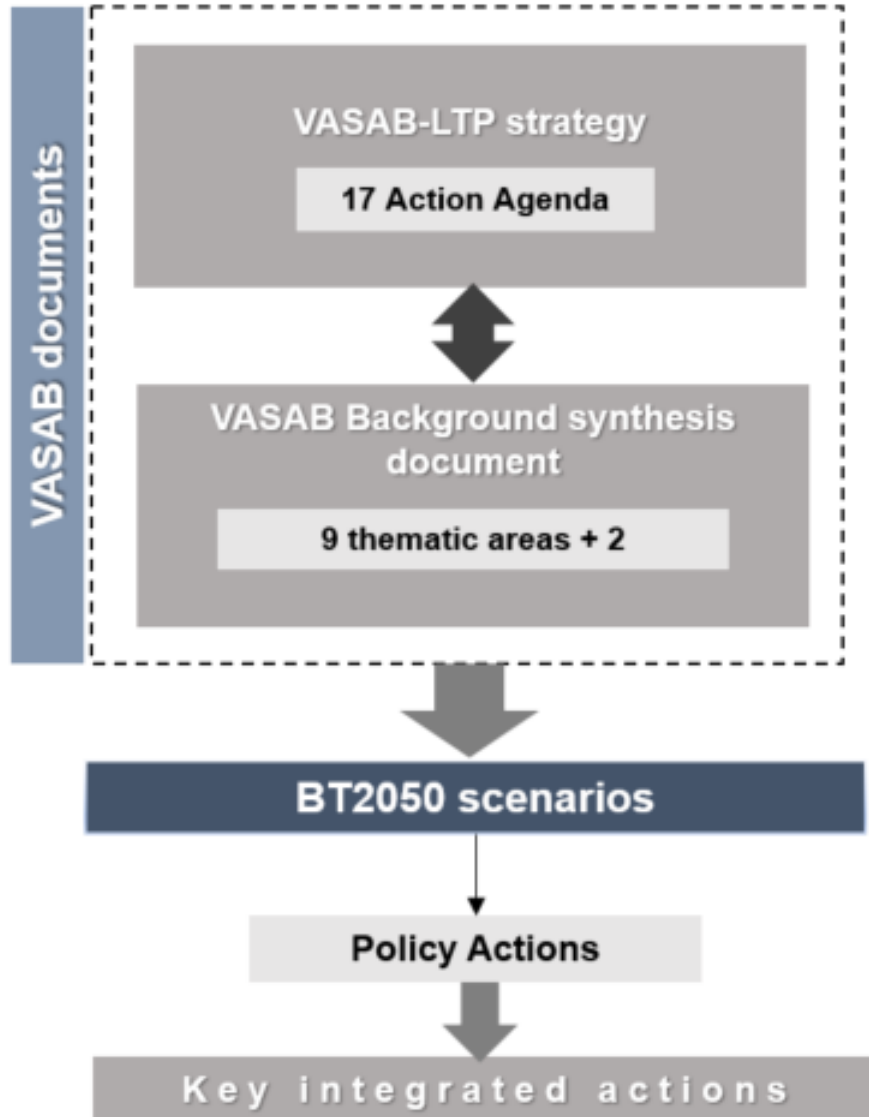 VASAB documents
VASAB-LTP strategy
17 Action Agenda
VASAB Background synthesis
document
9 thematic areas + 2
BT2050 scenarios
Policy Actions
Key integrated actions